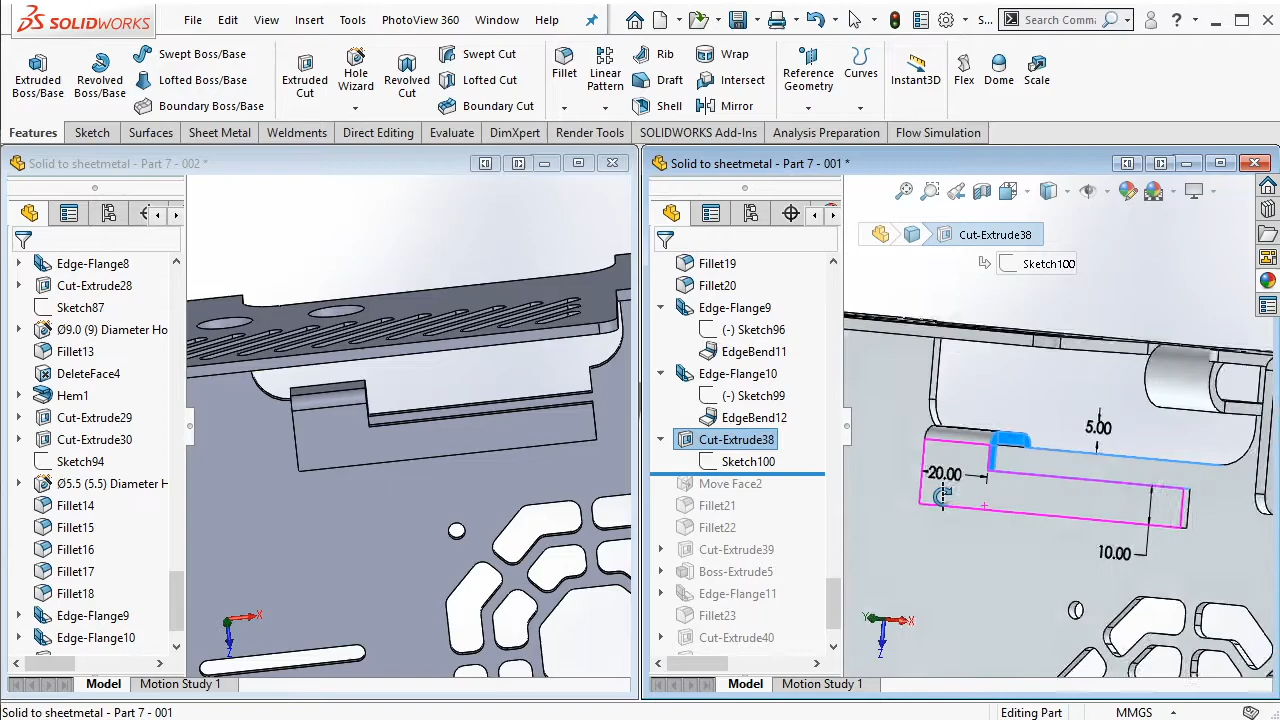 SOLIDWORKS
File Edit View Insert Tools PhotoView 360 Window Help
S... Search Comma
Extruded Boss/Base
Revolved Boss/Base
Swept Boss/Base
Lofted Boss/Base
Boundary Boss/Base
Extruded Cut
Hole Wizard
Revolved Cut
Swept Cut
Lofted Cut
Boundary Cut
Fillet
Linear Pattern
Rib
Draft
Shell
Wrap
Intersect
Mirror
Reference Geometry
Curves
Instant3D
Flex
Dome
Scale
Features Sketch Surfaces Sheet Metal Weldments Direct Editing Evaluate DimXpert Render Tools SOLIDWORKS Add-Ins Analysis Preparation Flow Simulation
Solid to sheetmetal - Part 7 - 002 *
Edge-Flange8
Cut-Extrude28
Sketch87
Ø9.0 (9) Diameter Ho
Fillet13
DeleteFace4
Hem1
Cut-Extrude29
Cut-Extrude30
Sketch94
Ø5.5 (5.5) Diameter H
Fillet14
Fillet15
Fillet16
Fillet17
Fillet18
Edge-Flange9
Edge-Flange10
X
Z
Model Motion Study 1
Solid to sheetmetal - Part 7 - 001 *
Fillet19
Fillet20
Edge-Flange9
(-) Sketch96
EdgeBend11
Edge-Flange10
(-) Sketch99
EdgeBend12
Cut-Extrude38
Sketch100
Move Face2
Fillet21
Fillet22
Cut-Extrude39
Boss-Extrude5
Edge-Flange11
Fillet23
Cut-Extrude40
Cut-Extrude38
Sketch100
5.00
20.00
10.00
Y X
Z
Model Motion Study 1
Solid to sheetmetal - Part 7 - 001
Editing Part MMGS